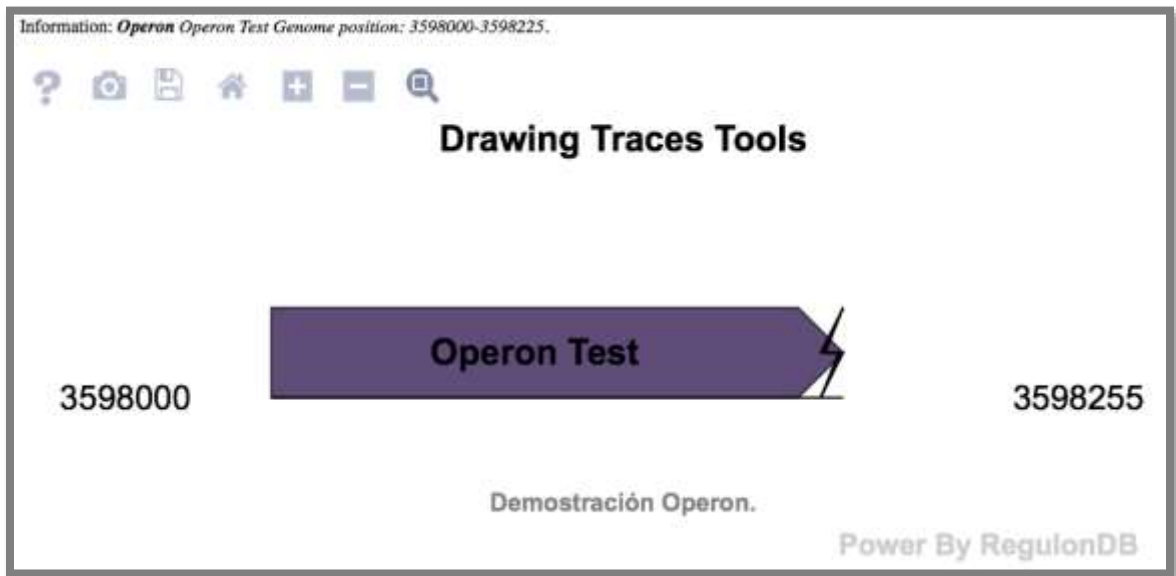 Information: Operon Operon Test Genome position: 3598000-3598225.
Drawing Traces Tools
Operon Test
3598000
3598255
Demostración Operon.
Power By RegulonDB